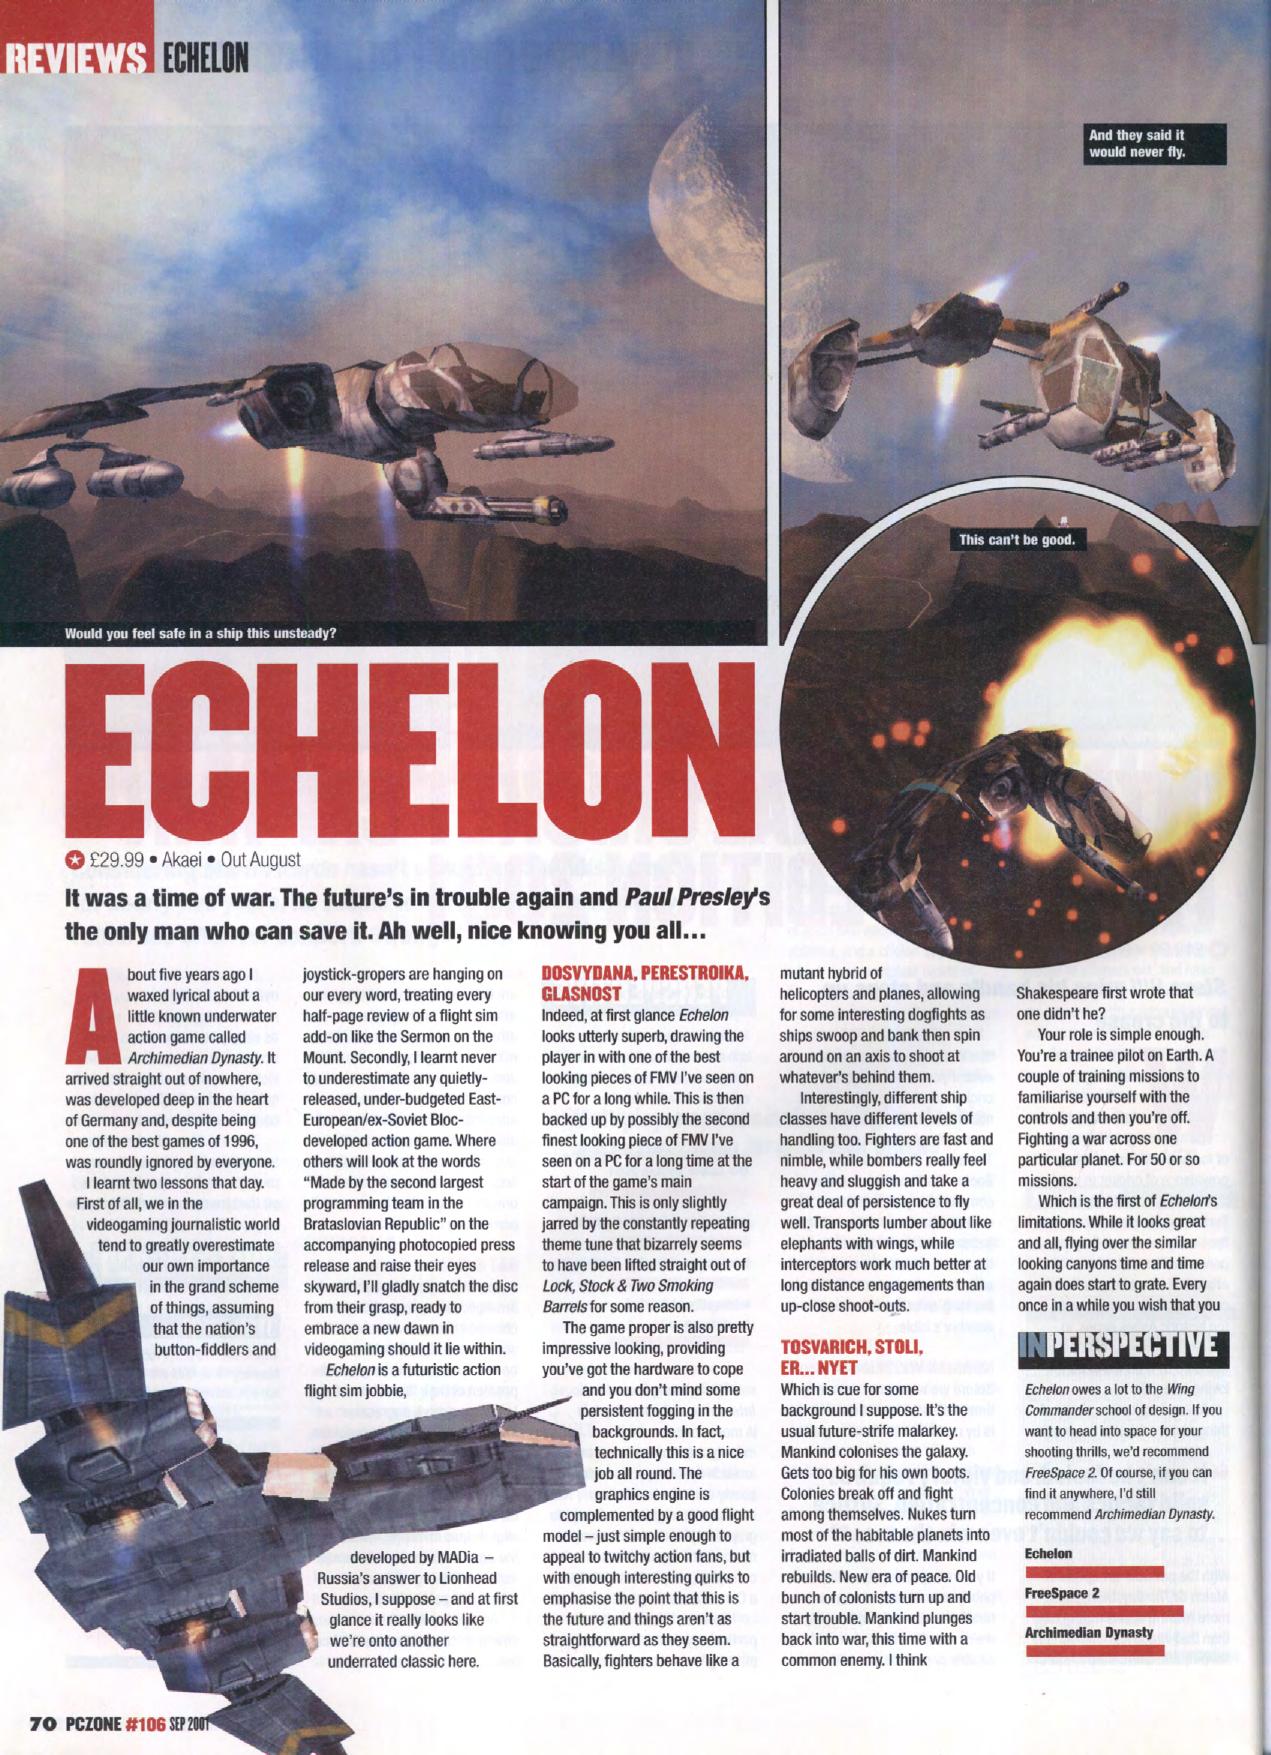 REVIEWS ECHELON
And they said it
would never fly.
This can't be good.
Would you feel safe in a ship this unsteady?
ECHELON
£29.99 • Akaei • Out August
It was a time of war. The future's in trouble again and Paul Presley's
the only man who can save it. Ah well, nice knowing you all...
About five years ago I
waxed lyrical about a
little known underwater
action game called
Archimedian Dynasty. It
arrived straight out of nowhere,
was developed deep in the heart
of Germany and, despite being
one of the best games of 1996,
was roundly ignored by everyone.
I learnt two lessons that day.
First of all, we in the
videogaming journalistic world
tend to greatly overestimate
our own importance
in the grand scheme
of things, assuming
that the nation's
button-fiddlers and
joystick-gropers are hanging on
our every word, treating every
half-page review of a flight sim
add-on like the Sermon on the
Mount. Secondly, I learnt never
to underestimate any quietly-
released, under-budgeted East-
European/ex-Soviet Bloc-
developed action game. Where
others will look at the words
“Made by the second largest
programming team in the
Brataslovian Republic” on the
accompanying photocopied press
release and raise their eyes
skyward, I'll gladly snatch the disc
from their grasp, ready to
embrace a new dawn in
videogaming should it lie within.
Echelon is a futuristic action
flight sim jobbie,
developed by MADia –
Russia's answer to Lionhead
Studios, I suppose – and at first
glance it really looks like
we're onto another
underrated classic here.
DOSVYDANA, PERESTROIKA,
GLASNOST
Indeed, at first glance Echelon
looks utterly superb, drawing the
player in with one of the best
looking pieces of FMV I've seen on
a PC for a long while. This is then
backed up by possibly the second
finest looking piece of FMV I've
seen on a PC for a long time at the
start of the game's main
campaign. This is only slightly
jarred by the constantly repeating
theme tune that bizarrely seems
to have been lifted straight out of
Lock, Stock & Two Smoking
Barrels for some reason.
The game proper is also pretty
impressive looking, providing
you've got the hardware to cope
and you don't mind some
persistent fogging in the
backgrounds. In fact,
technically this is a nice
job all round. The
graphics engine is
complemented by a good flight
model – just simple enough to
appeal to twitchy action fans, but
with enough interesting quirks to
emphasise the point that this is
the future and things aren't as
straightforward as they seem.
Basically, fighters behave like a
mutant hybrid of
helicopters and planes, allowing
for some interesting dogfights as
ships swoop and bank then spin
around on an axis to shoot at
whatever's behind them.
Interestingly, different ship
classes have different levels of
handling too. Fighters are fast and
nimble, while bombers really feel
heavy and sluggish and take a
great deal of persistence to fly
well. Transports lumber about like
elephants with wings, while
interceptors work much better at
long distance engagements than
up-close shoot-outs.
TOSVARICH, STOLI,
ER... NYET
Which is cue for some
background I suppose. It's the
usual future-strife malarkey.
Mankind colonises the galaxy.
Gets too big for his own boots.
Colonies break off and fight
among themselves. Nukes turn
most of the habitable planets into
irradiated balls of dirt. Mankind
rebuilds. New era of peace. Old
bunch of colonists turn up and
start trouble. Mankind plunges
back into war, this time with a
common enemy. I think
Shakespeare first wrote that
one didn't he?
Your role is simple enough.
You're a trainee pilot on Earth. A
couple of training missions to
familiarise yourself with the
controls and then you're off.
Fighting a war across one
particular planet. For 50 or so
missions.
Which is the first of Echelon's
limitations. While it looks great
and all, flying over the similar
looking canyons time and time
again does start to grate. Every
once in a while you wish that you
INPERSPECTIVE
Echelon owes a lot to the Wing
Commander school of design. If you
want to head into space for your
shooting thrills, we'd recommend
FreeSpace 2. Of course, if you can
find it anywhere, I'd still
recommend Archimedian Dynasty.
Echelon
FreeSpace 2
Archimedian Dynasty
70 PCZONE #106 SEP 2001